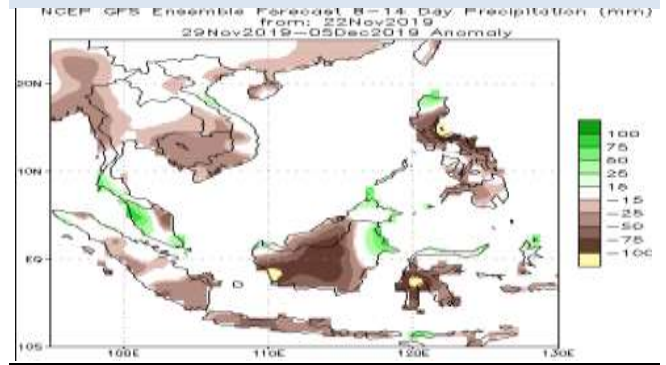 NCEP GFS Ensemble Forecast 8-14 Day Precipitation (mm)
from: 22Nov2019
29Nov2019-05Dec2019 Anomaly
20N
10N
EQ
10S
100E
110E
120E
130E
100
75
50
25
15
-15
-25
-50
-75
-100